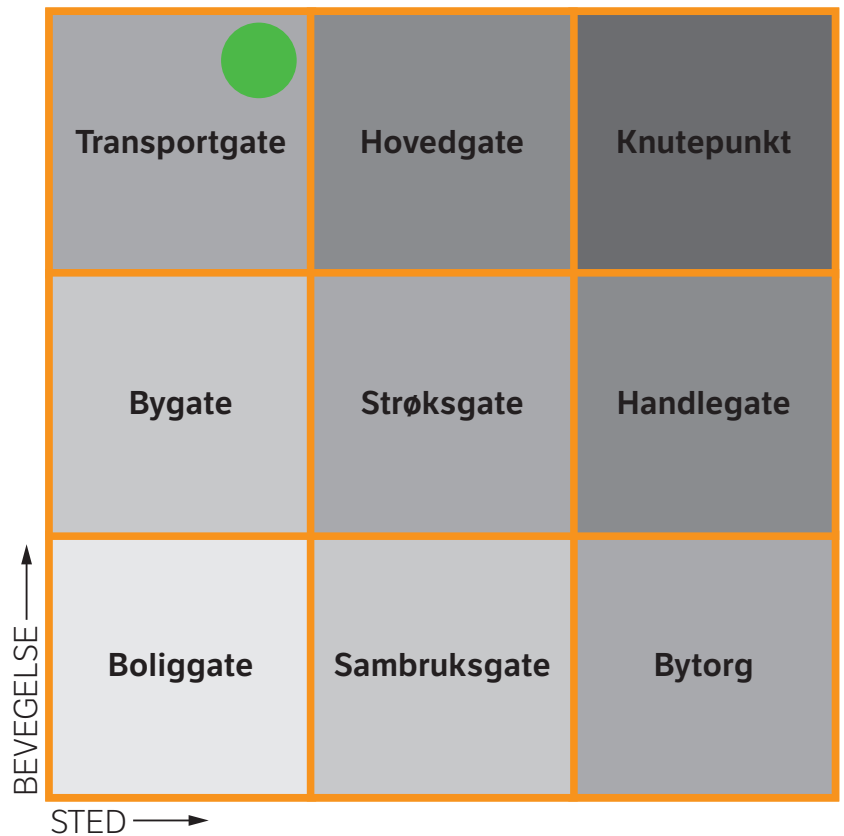 Transportgate
Hovedgate
Knutepunkt
Bygate
Strøksgate
Handlegate
Boliggate
Sambruksgate
Bytorg
BEVEGELSE
STED